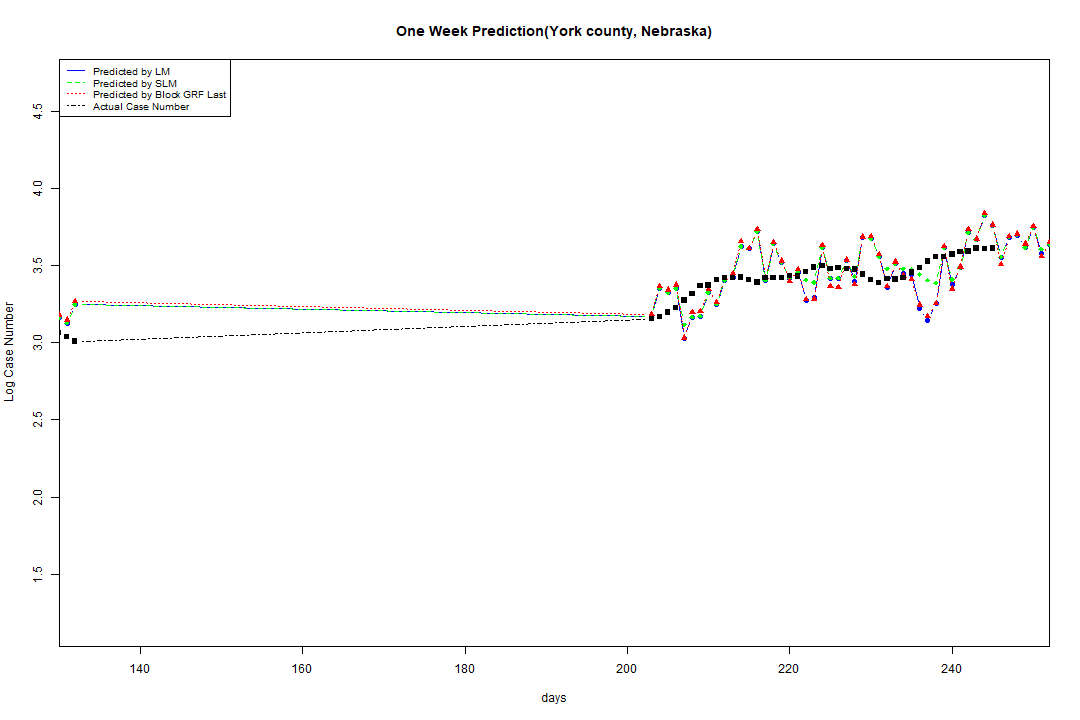 One Week Prediction(York county, Nebraska)
Predicted by LM
Predicted by SLM
Predicted by Block GRF Last
Actual Case Number
4.5
4.0
3.5
3.0
2.5
2.0
1.5
Log Case Number
140 160 180 200 220 240
days